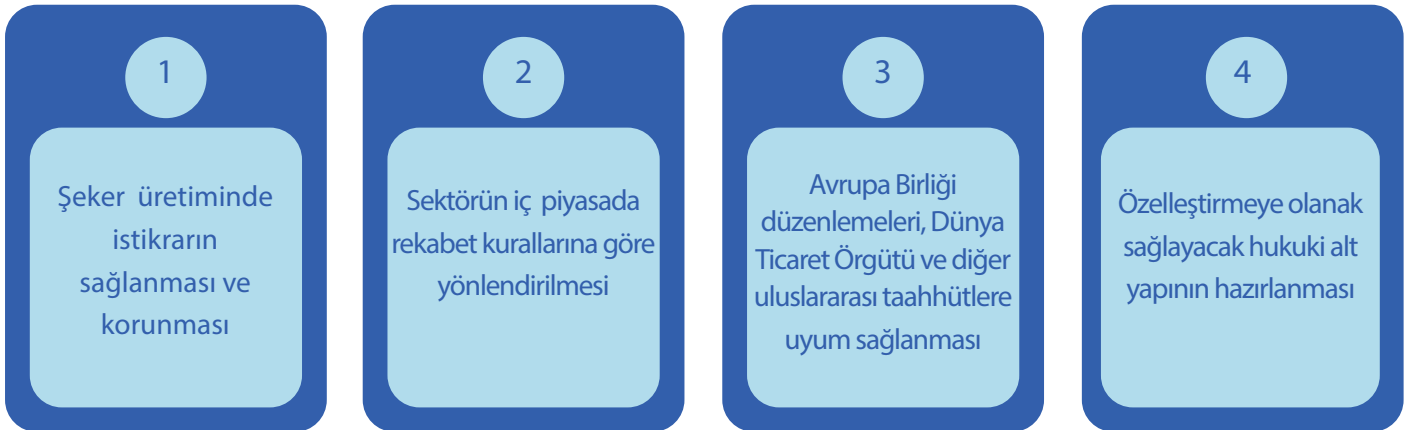 1
Şeker üretiminde
istikrarın
sağlanması ve
korunması
2
Sektörün iç piyasada
rekabet kurallarına göre
yönlendirilmesi
3
Avrupa Birliği
düzenlemeleri, Dünya
Ticaret Örgütü ve diğer
uluslararası taahhütlere
uyum sağlanması
4
Özelleştirmeye olanak
sağlayacak hukuki alt
yapının hazırlanması